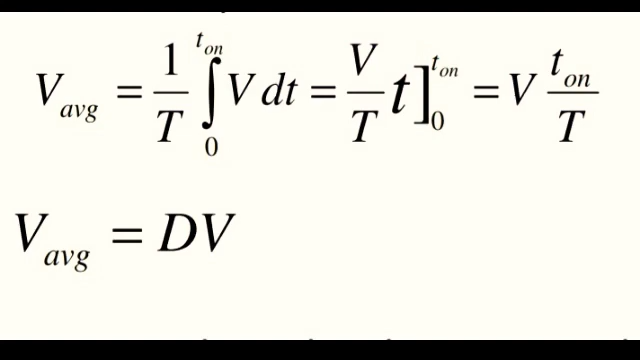 V_avg = 1/T ∫_0^{t_on} V dt = V/T t]_0^{t_on} = V t_on/T
V_avg = DV